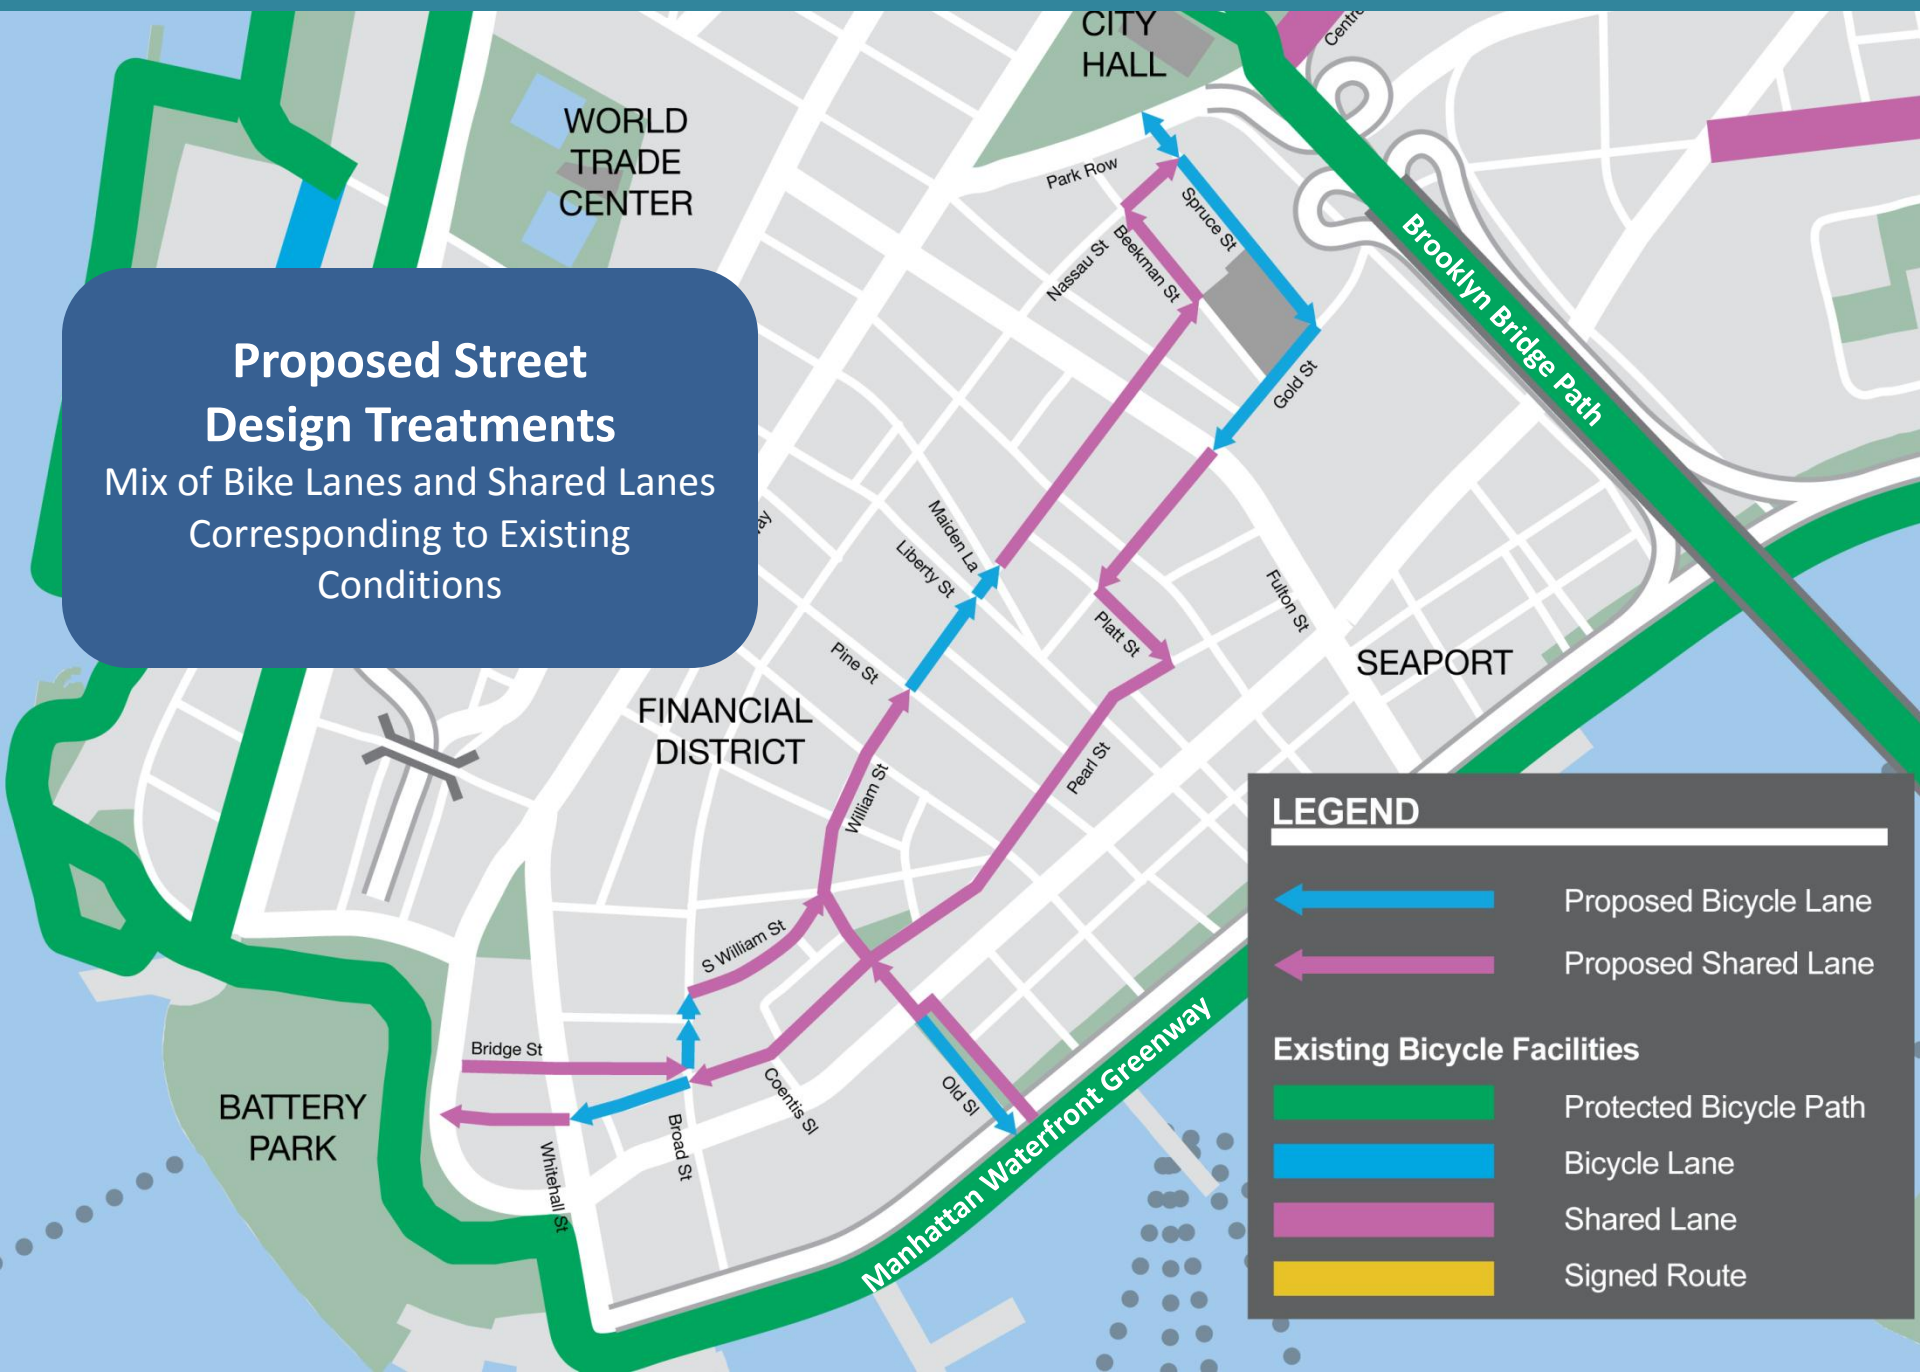 CITY
HALL
Centre
WORLD
TRADE
CENTER
Park Row
Spruce St
Nassau St
Beekman St
Brooklyn Bridge Path
Gold St
Proposed Street
Design Treatments
Mix of Bike Lanes and Shared Lanes
Corresponding to Existing
Conditions
ay
Maiden La
Liberty St
Fulton St
Platt St
Pine St
SEAPORT
FINANCIAL
DISTRICT
Pearl St
William St
S William St
Bridge St
Coentis Sl
Old Sl
Broad St
Whitehall St
BATTERY
PARK
Manhattan Waterfront Greenway
LEGEND
Proposed Bicycle Lane
Proposed Shared Lane
Existing Bicycle Facilities
Protected Bicycle Path
Bicycle Lane
Shared Lane
Signed Route